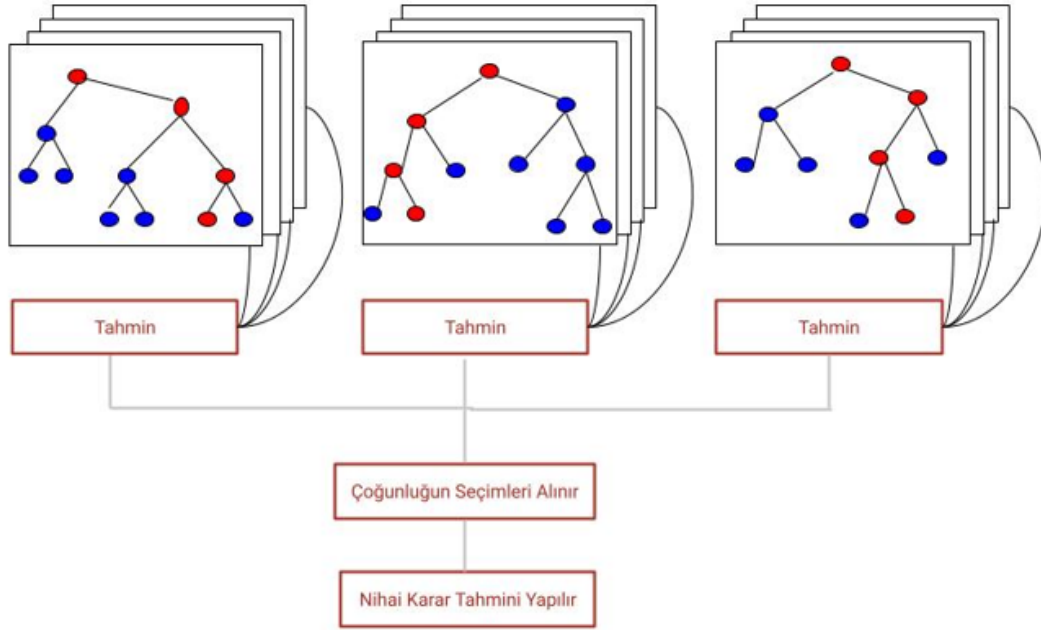 Tahmin
Tahmin
Tahmin
Çoğunluğun Seçimleri Alınır
Nihai Karar Tahmini Yapılır